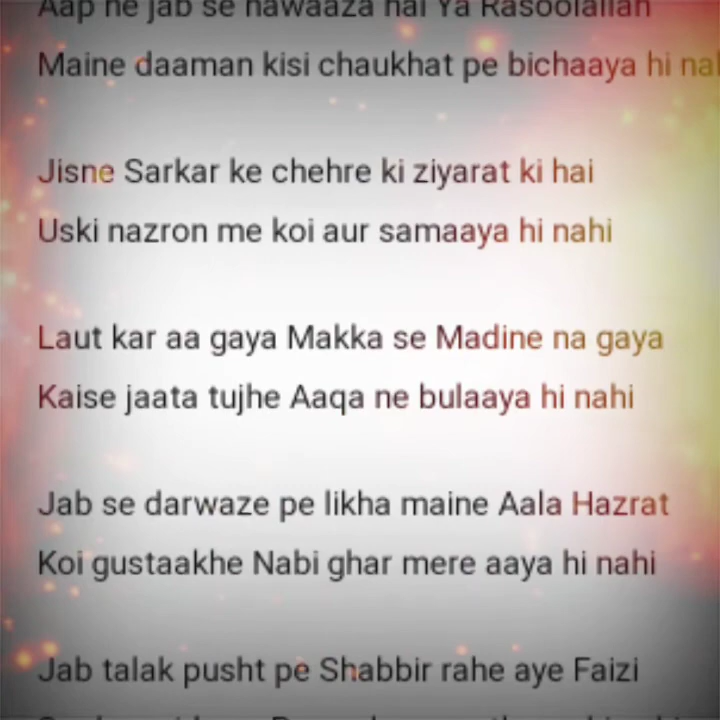 Aap ne jab se nawaaza hai Ya Rasoolallah
Maine daaman kisi chaukhat pe bichaaya hi
Jisne Sarkar ke chehre ki ziyarat ki hai
Uski nazron me koi aur samaaya hi nahi
Laut kar aa gaya Makka se Madine na gaya
Kaise jaata tujhe Aaqa ne bulaaya hi nahi
Jab se darwaze pe likha maine Aala Hazrat
Koi gustaakhe Nabi ghar mere aaya hi nahi
Jab talak pusht pe Shabbir rahe aye Faizi